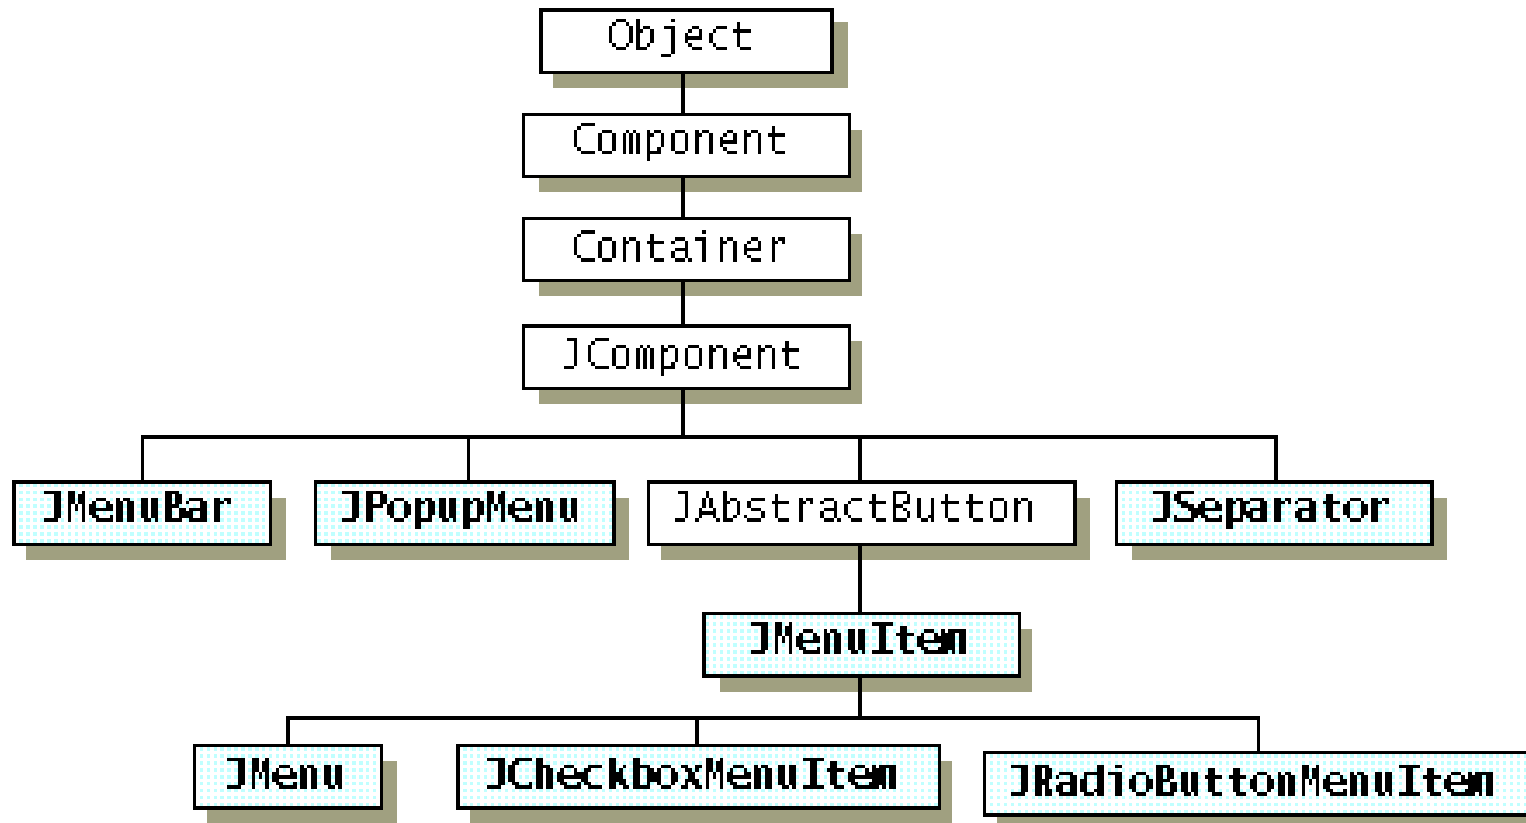 Object
Component
Container
JComponent
JMenuBar
JPopupMenu
JAbstractButton
JSeparator
JMenuItem
JMenu
JCheckboxMenuItem
JRadioButtonMenuItem